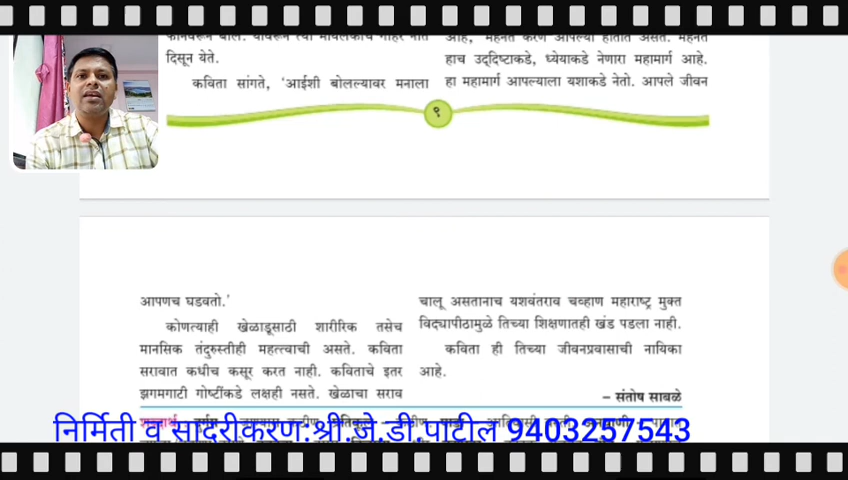 दिसून येते.
कविता सांगते, 'आईशी बोलल्यावर मनाला
आहे, मेहनत करणे आपल्या हातात असते. मेहनत
हाच उद्दिष्टाकडे, ध्येयाकडे नेणारा महामार्ग आहे.
हा महामार्ग आपल्याला यशाकडे नेतो. आपले जीवन
९
आपणच घडवतो.'
कोणत्याही खेळाडूसाठी शारीरिक तसेच
मानसिक तंदुरुस्तीही महत्त्वाची असते. कविता
सरावात कधीच कसूर करत नाही. कविताचे इतर
झगमगाटी गोष्टींकडे लक्षही नसते. खेळाचा सराव
चालू असतानाच यशवंतराव चव्हाण महाराष्ट्र मुक्त
विद्यापीठामुळे तिच्या शिक्षणातही खंड पडला नाही.
कविता ही तिच्या जीवनप्रवासाची नायिका
आहे.
– संतोष साबळे
निर्मिती व सादरीकरण:श्री.जे.डी.पाटील 9403257543